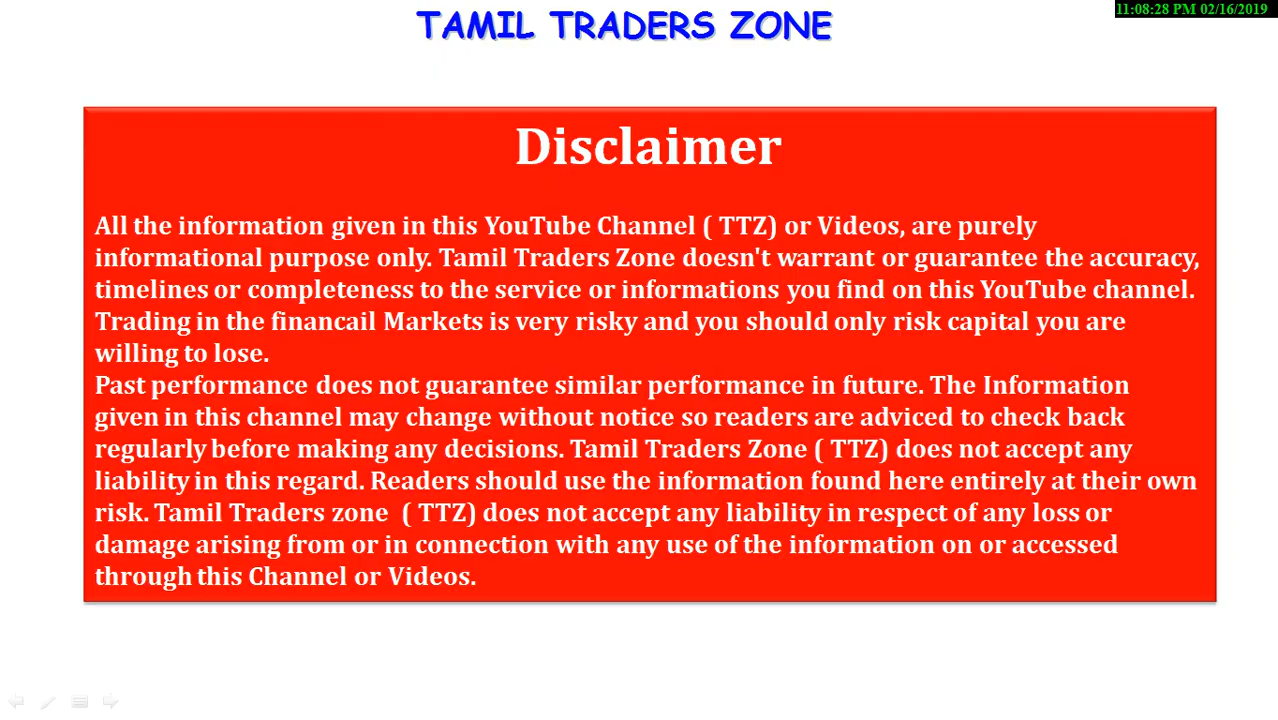 TAMIL TRADERS ZONE
11:08:28 PM 02/16/2019
Disclaimer
All the information given in this YouTube Channel ( TTZ) or Videos, are purely
informational purpose only. Tamil Traders Zone doesn't warrant or guarantee the accuracy,
timelines or completeness to the service or informations you find on this YouTube channel.
Trading in the financail Markets is very risky and you should only risk capital you are
willing to lose.
Past performance does not guarantee similar performance in future. The Information
given in this channel may change without notice so readers are adviced to check back
regularly before making any decisions. Tamil Traders Zone ( TTZ) does not accept any
liability in this regard. Readers should use the information found here entirely at their own
risk. Tamil Traders zone  ( TTZ) does not accept any liability in respect of any loss or
damage arising from or in connection with any use of the information on or accessed
through this Channel or Videos.